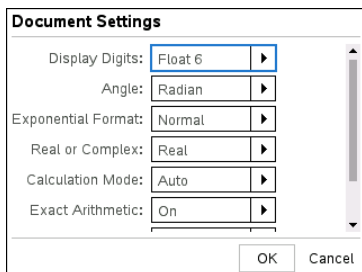 Document Settings
Display Digits: Float 6
Angle: Radian
Exponential Format: Normal
Real or Complex: Real
Calculation Mode: Auto
Exact Arithmetic: On
OK Cancel